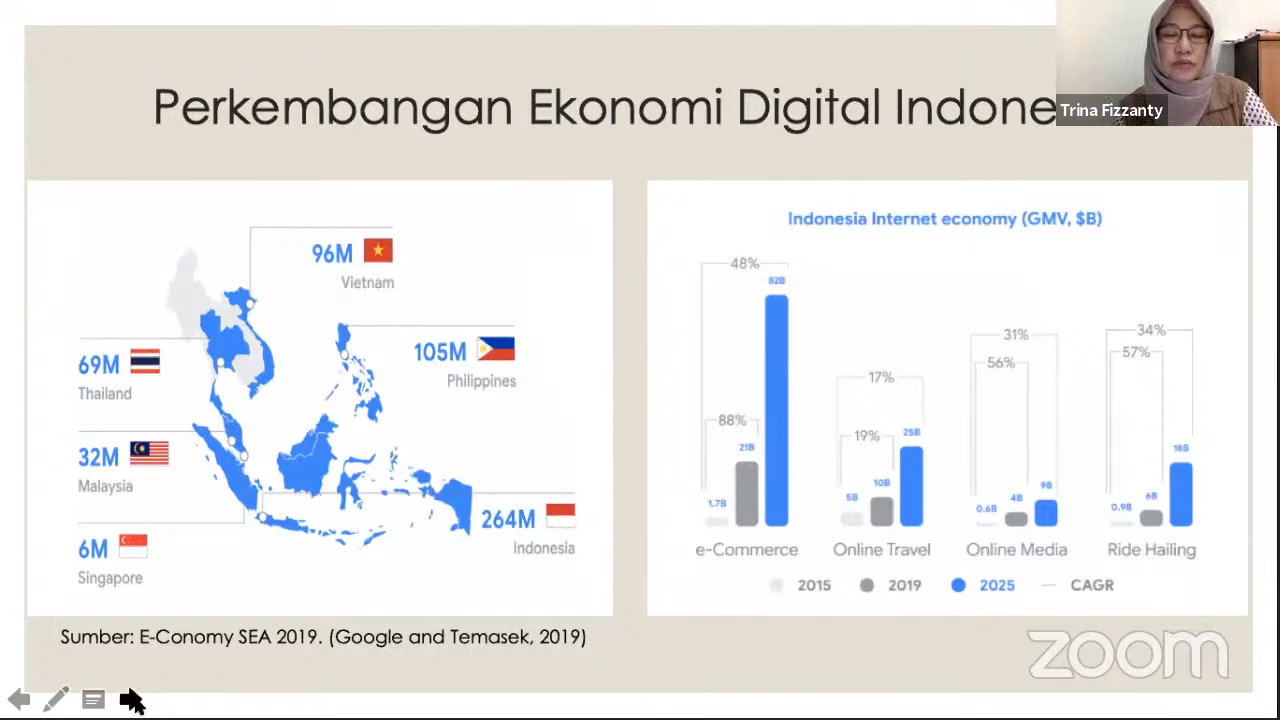 Perkembangan Ekonomi Digital Indone
Trina Fizzanty
96M
Vietnam
105M
Philippines
69M
Thailand
32M
Malaysia
264M
Indonesia
6M
Singapore
Indonesia Internet economy (GMV, $B)
48%
82B
88%
21B
1.7B
17%
19%
25B
10B
5B
31%
56%
9B
4B
0.6B
34%
57%
18B
6B
0.9B
e-Commerce
Online Travel
Online Media
Ride Hailing
2015
2019
2025
CAGR
Sumber: E-Conomy SEA 2019. (Google and Temasek, 2019)
zoom